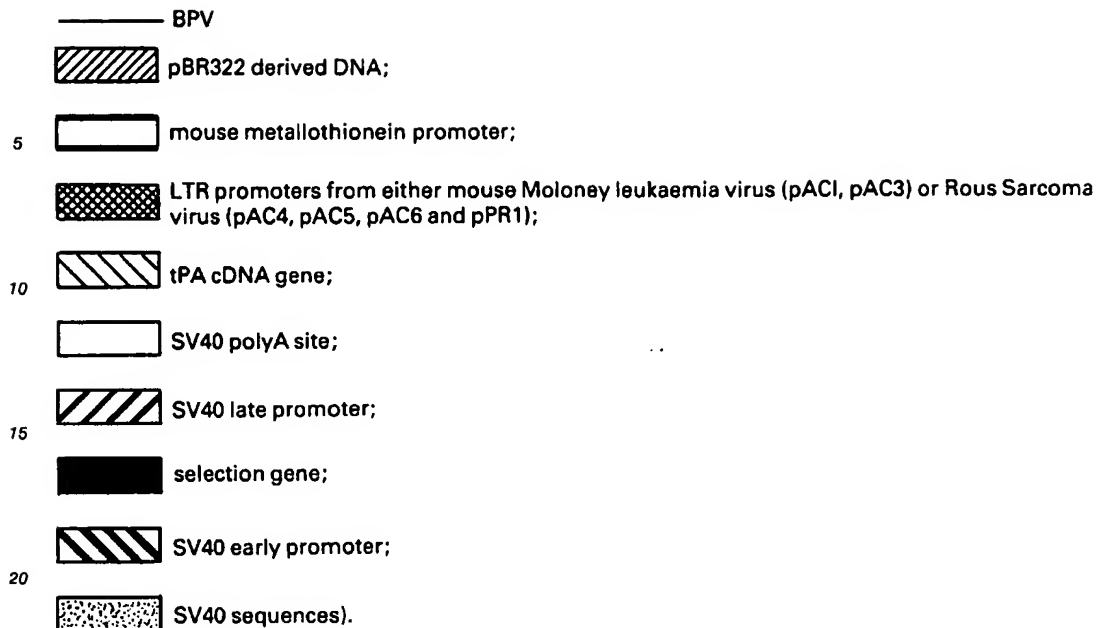 BPV
pBR322 derived DNA;
5 mouse metallothionein promoter;
LTR promoters from either mouse Moloney leukaemia virus (pACI, pAC3) or Rous Sarcoma
virus (pAC4, pAC5, pAC6 and pPR1);
10 tPA cDNA gene;
SV40 polyA site;
SV40 late promoter;
15
selection gene;
SV40 early promoter;
20
SV40 sequences).